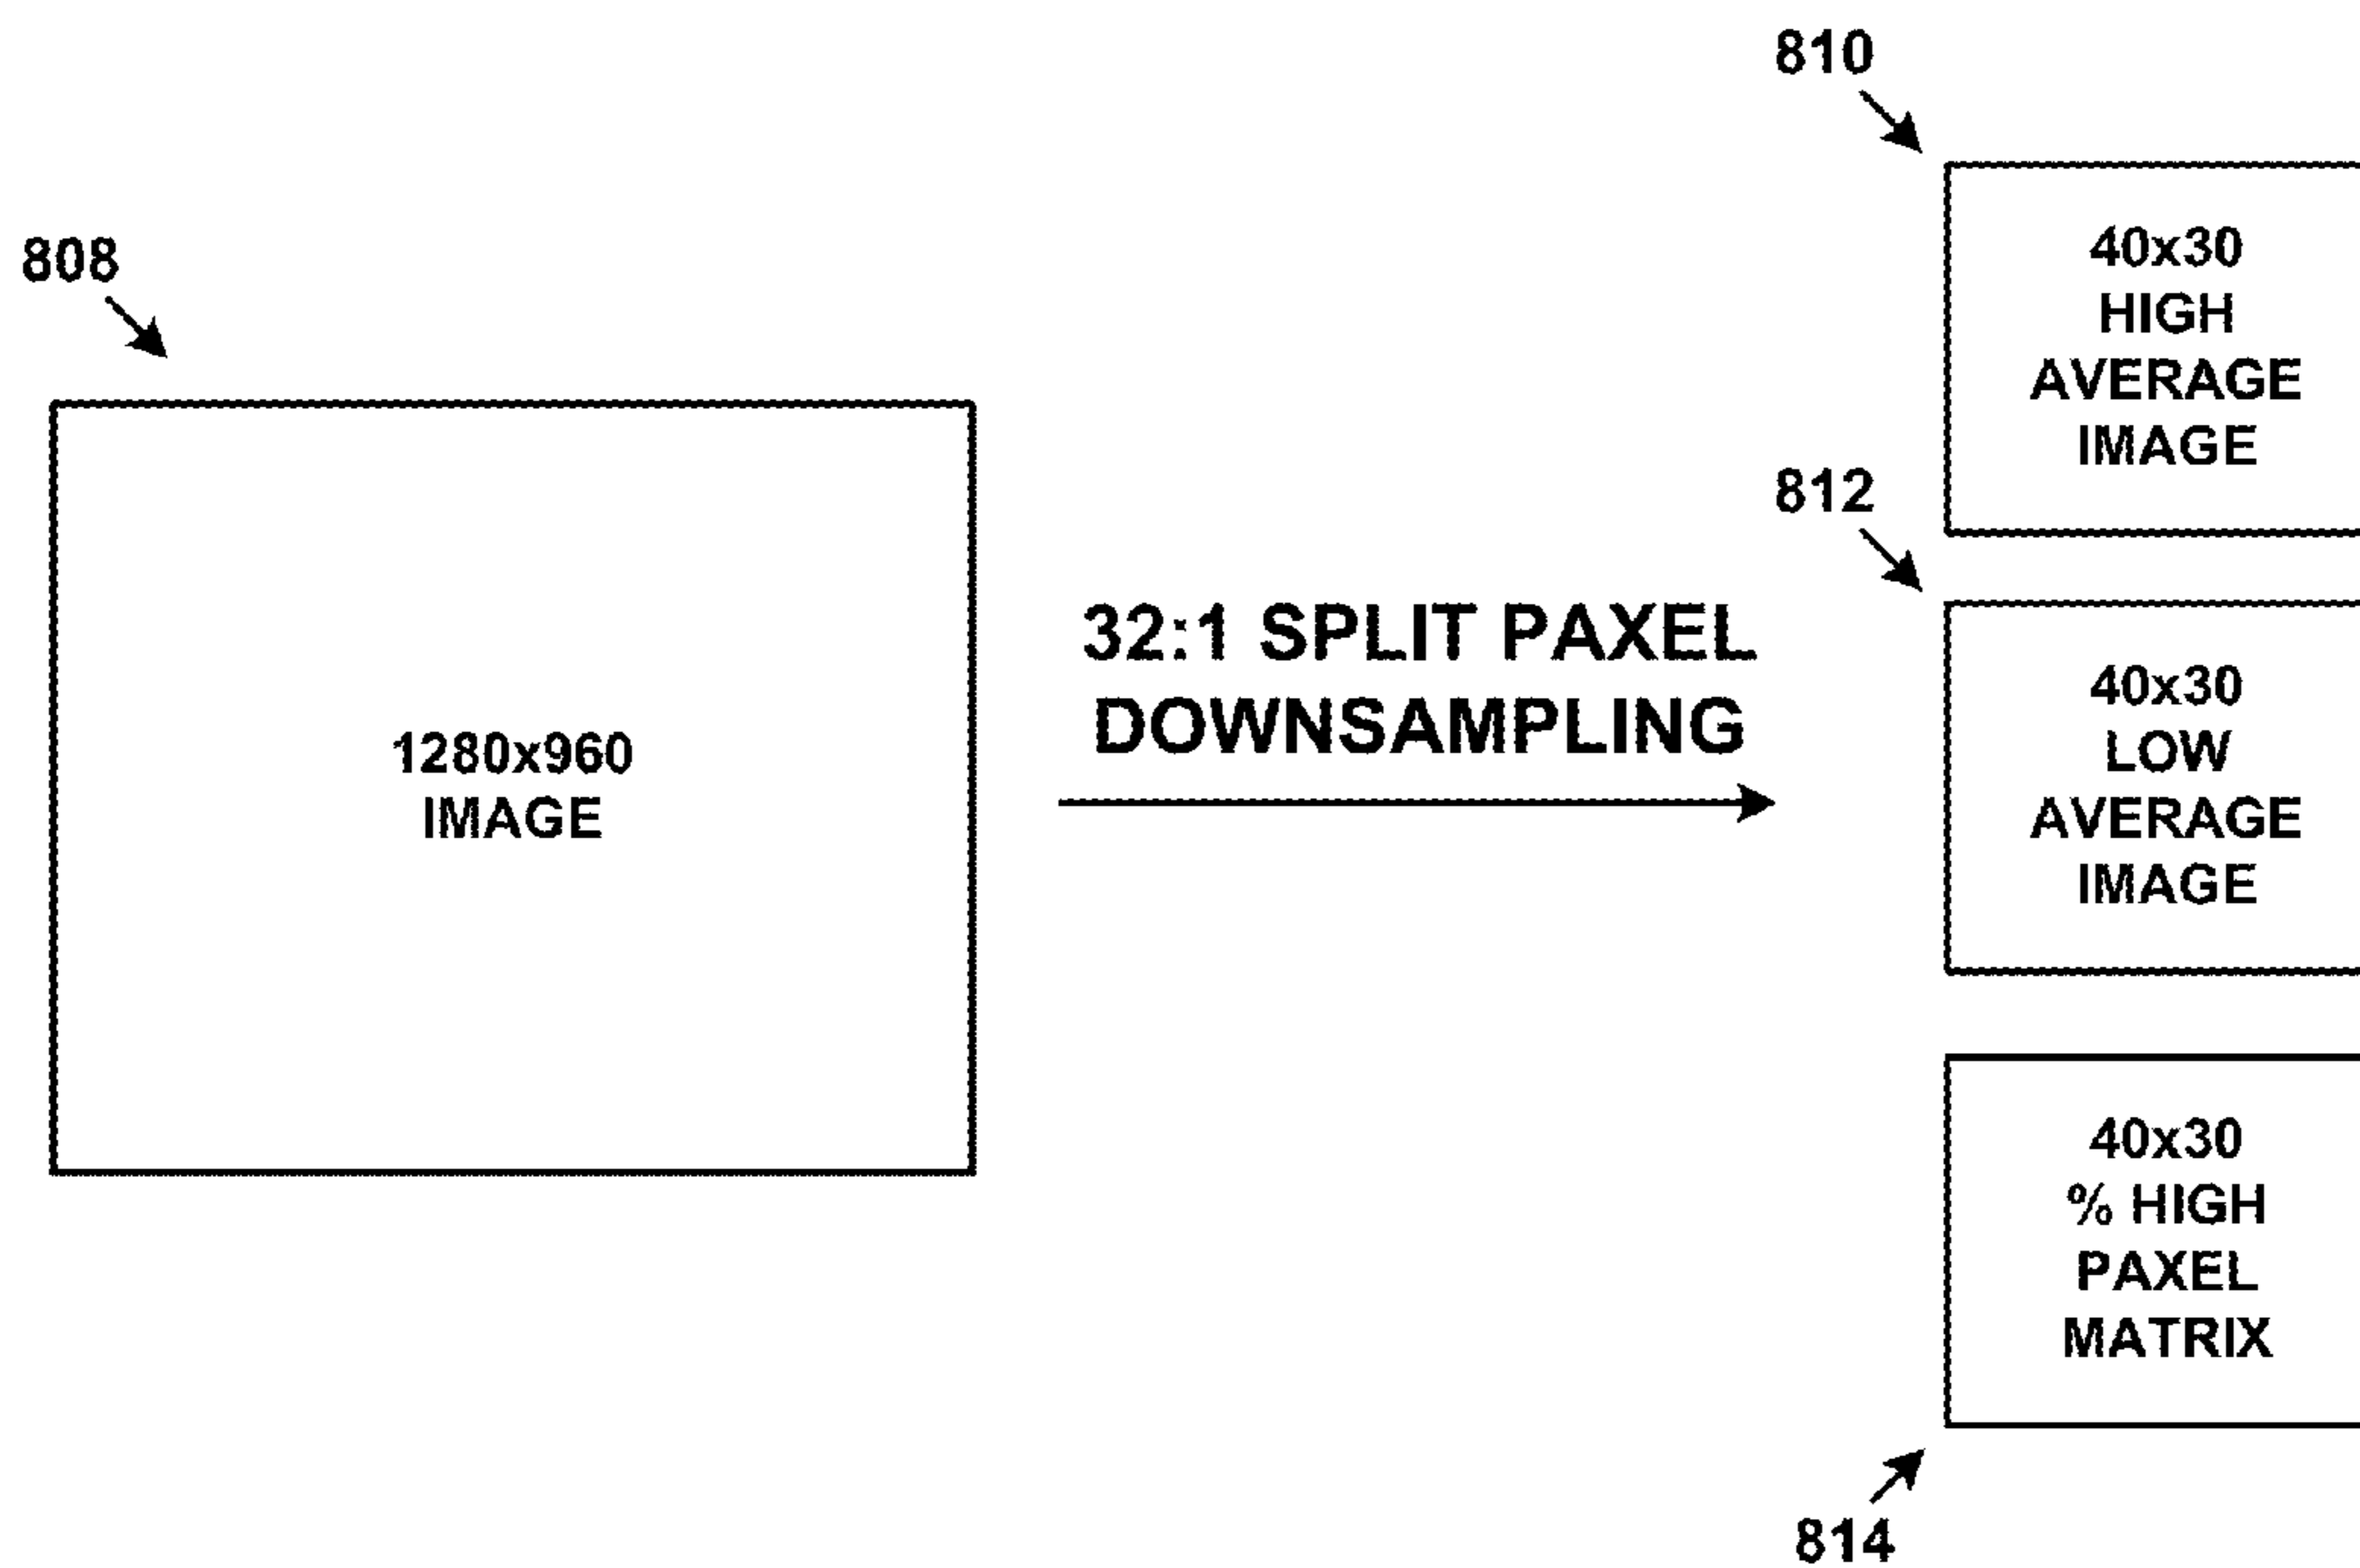 808
1280x960
IMAGE
32:1 SPLIT PAXEL
DOWNSAMPLING
810
40x30
HIGH
AVERAGE
IMAGE
812
40x30
LOW
AVERAGE
IMAGE
40x30
% HIGH
PAXEL
MATRIX
814